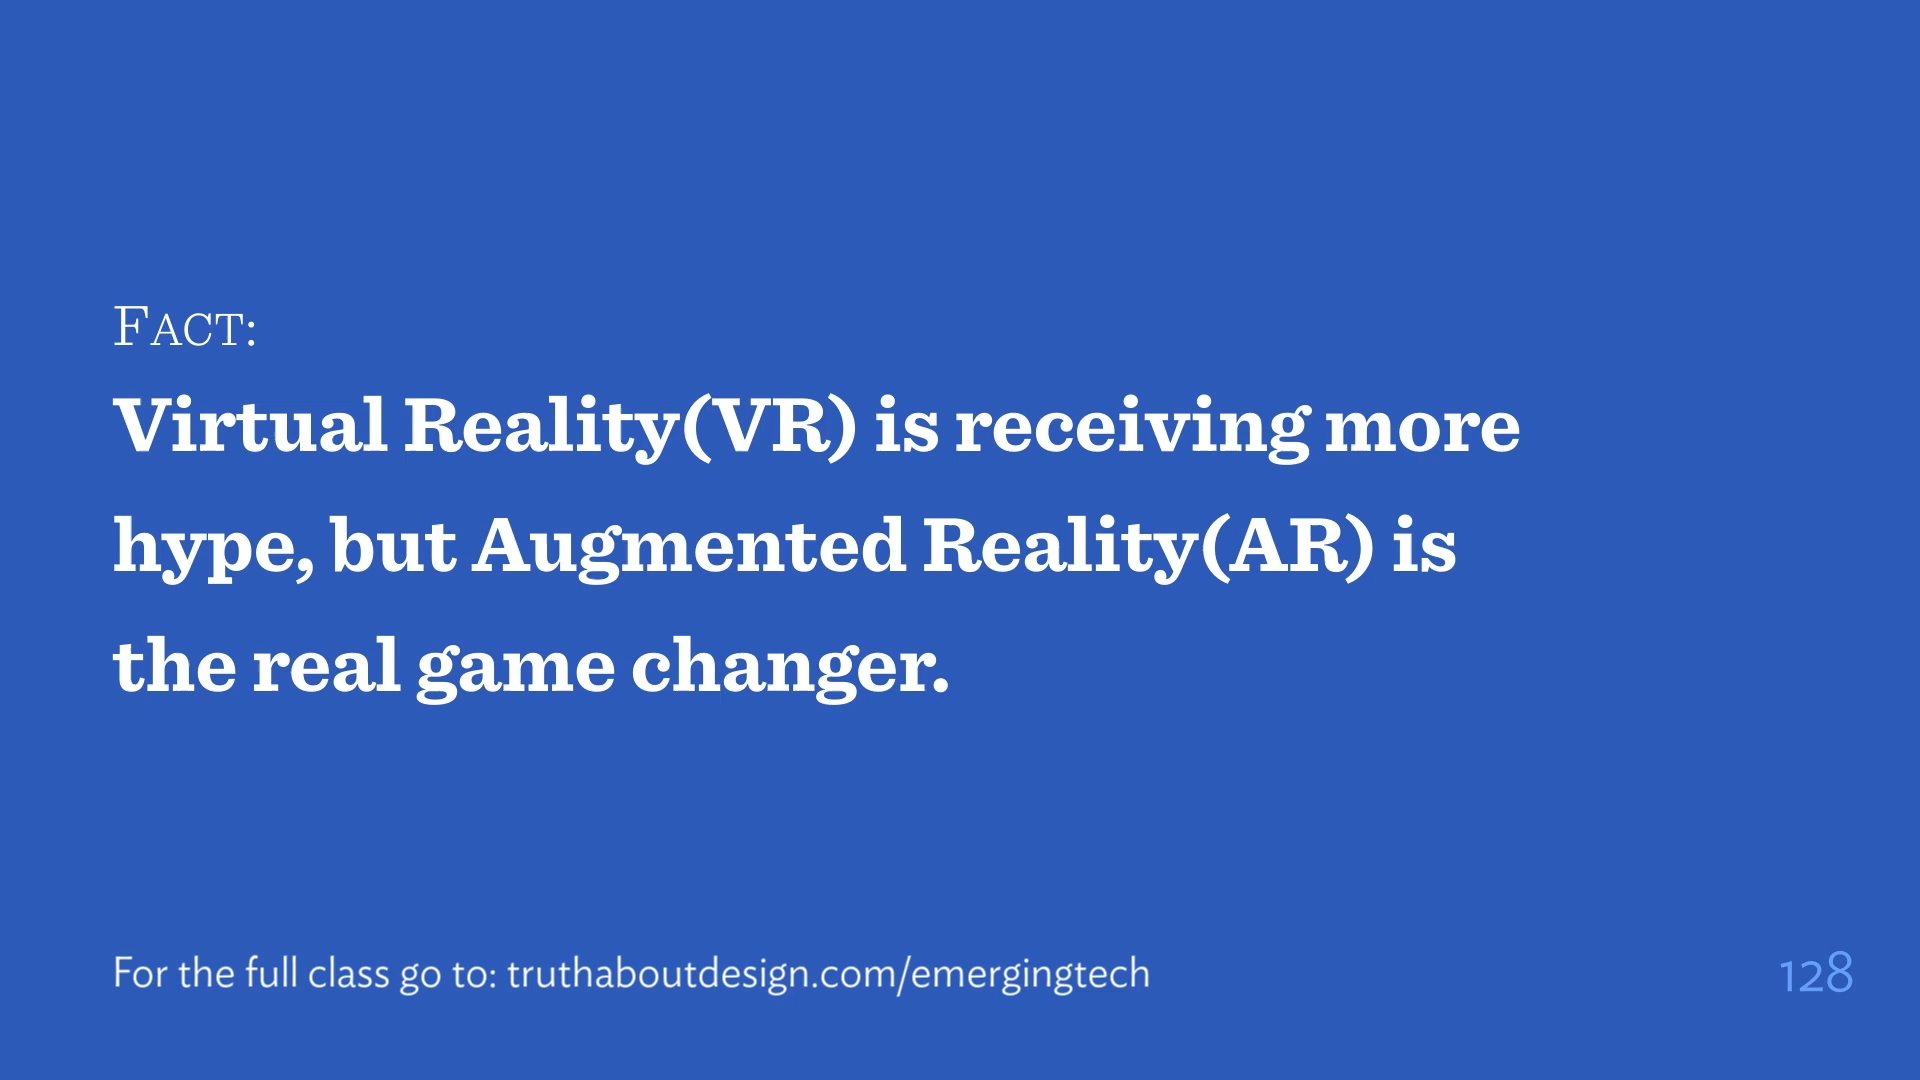 Fact:
Virtual Reality(VR) is receiving more
hype, but Augmented Reality(AR) is
the real game changer.
For the full class go to: truthaboutdesign.com/emergingtech
128